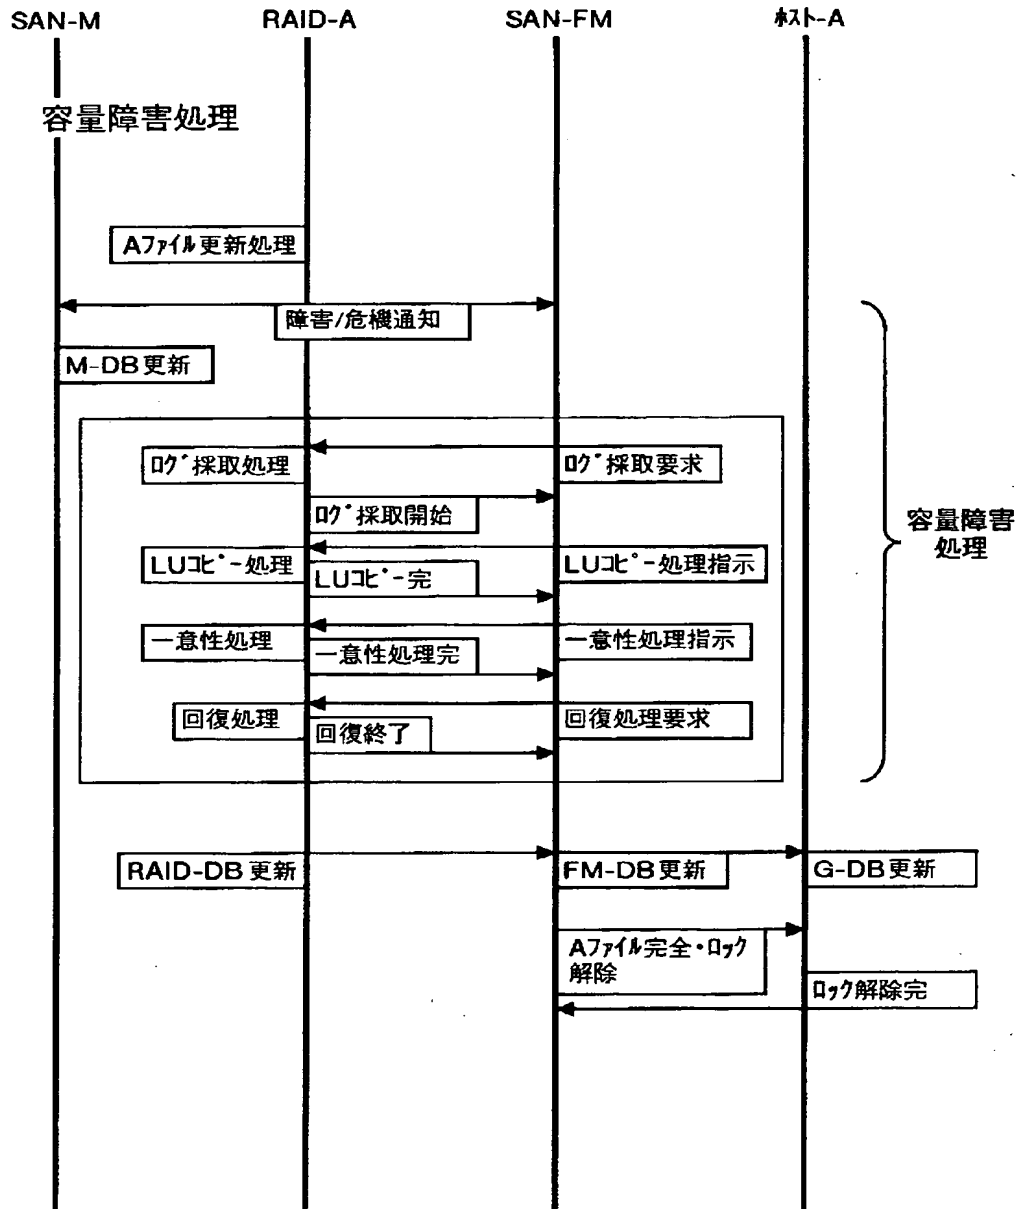 SAN-M RAID-A SAN-FM ﾎｽﾄ-A
容量障害処理
Aﾌｧｲﾙ更新処理
障害/危機通知
M-DB更新
ﾛｸﾞ採取処理 ﾛｸﾞ採取要求
ﾛｸﾞ採取開始
容量障害
処理
LUｺﾋﾟｰ処理 LUｺﾋﾟｰ処理指示
LUｺﾋﾟｰ完
一意性処理 一意性処理指示
一意性処理完
回復処理 回復処理要求
回復終了
RAID-DB更新 FM-DB更新 G-DB更新
Aﾌｧｲﾙ完全・ﾛｯｸ
解除
ﾛｯｸ解除完